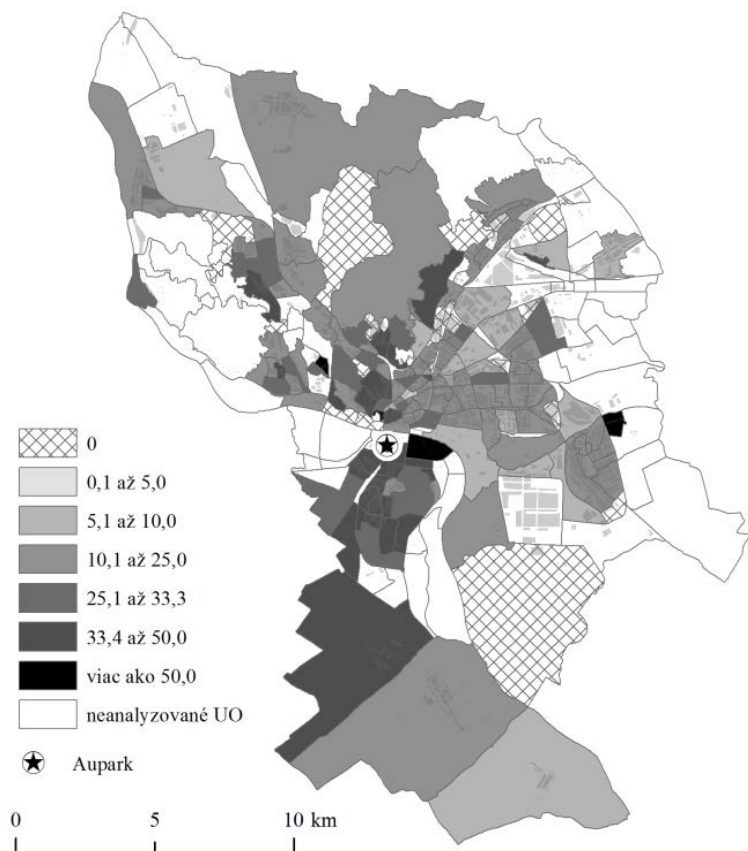 0
0,1 až 5,0
5,1 až 10,0
10,1 až 25,0
25,1 až 33,3
33,4 až 50,0
viac ako 50,0
neanalyzované UO
Aupark
0 5 10 km